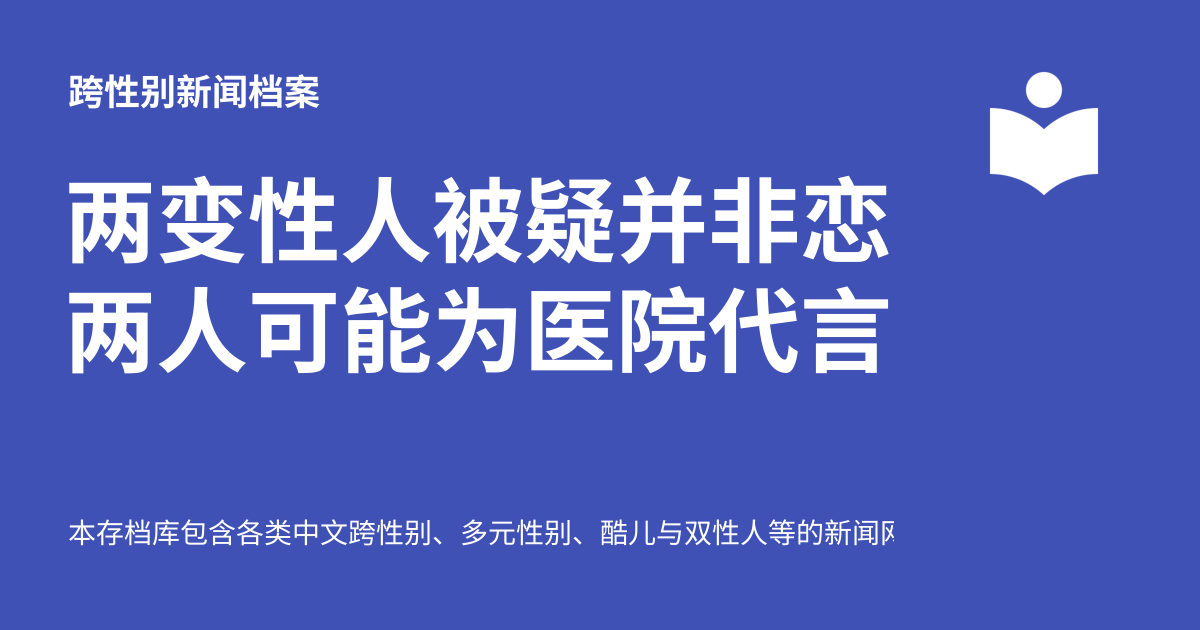 跨性别新闻档案
两变性人被疑并非恋
两人可能为医院代言
本存档库包含各类中文跨性别、多元性别、酷儿与双性人等的新闻